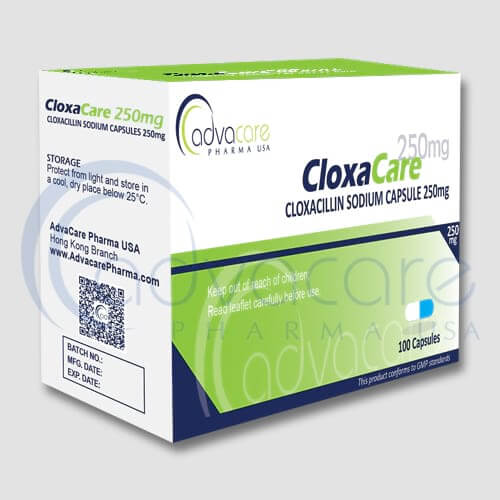 CloxaCare 250mg
CLOXACILLIN SODIUM CAPSULES 250mg
STORAGE
Protect from light and store in
a cool, dry place below 25°C.
AdvaCare Pharma USA
Hong Kong Branch
www.AdvacarePharma.com
BATCH NO.:
MFG. DATE:
EXP. DATE:
advacare
PHARMA USA
250mg
CloxaCare
CLOXACILLIN SODIUM CAPSULE 250mg
250
mg
Keep out of reach of children
Read leaflet carefully before use
100 Capsules
This product conforms to GMP standards
advacare
PHARMA USA
advacare